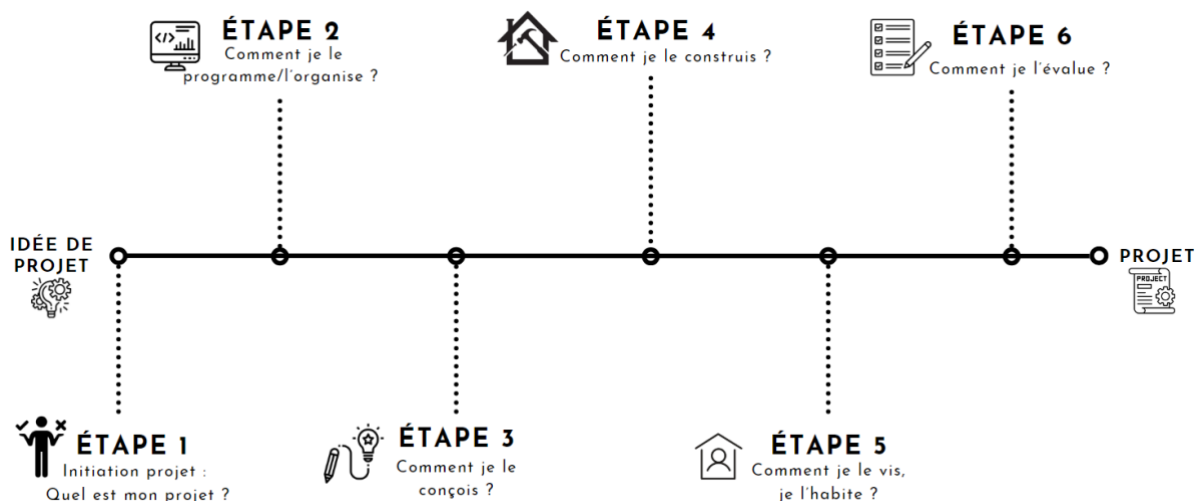 ÉTAPE 2
Comment je le
programme/l'organise ?
</>
ÉTAPE 4
Comment je le construis ?
ÉTAPE 6
Comment je l'évalue ?
IDÉE DE
PROJET
PROJET
PROJECT
ÉTAPE 1
Initiation projet :
Quel est mon projet ?
ÉTAPE 3
Comment je le
conçois ?
ÉTAPE 5
Comment je le vis,
je l'habite ?